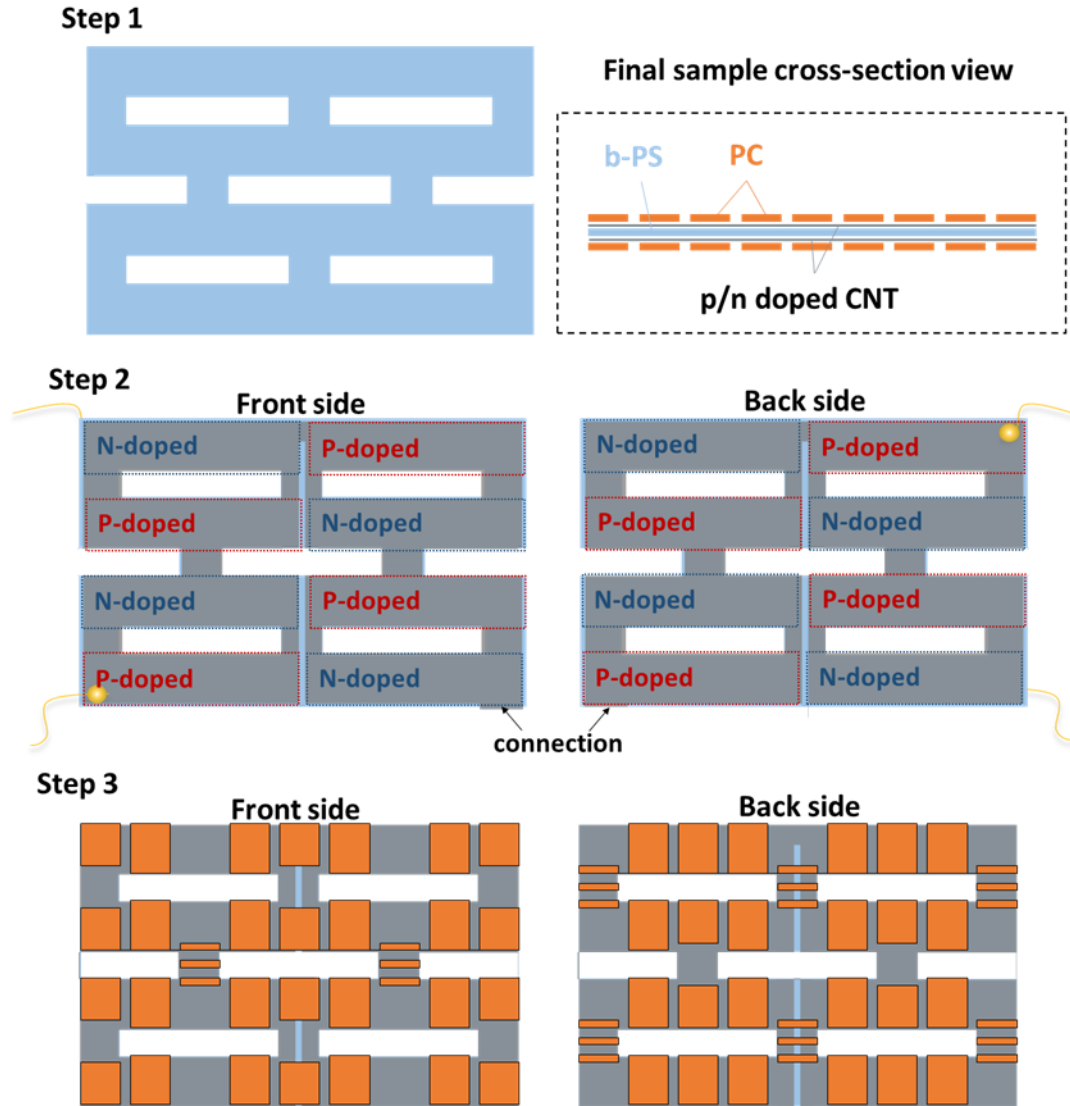 Step 1
Final sample cross-section view
b-PS
PC
p/n doped CNT
Step 2
Front side
Back side
N-doped
P-doped
N-doped
P-doped
P-doped
N-doped
P-doped
N-doped
N-doped
P-doped
N-doped
P-doped
P-doped
N-doped
P-doped
N-doped
connection
Step 3
Front side
Back side